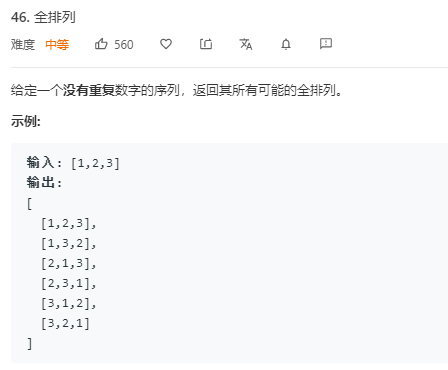 46. 全排列
难度 中等 560
给定一个没有重复数字的序列，返回其所有可能的全排列。
示例:
输入: [1,2,3]
输出:
[
[1,2,3],
[1,3,2],
[2,1,3],
[2,3,1],
[3,1,2],
[3,2,1]
]